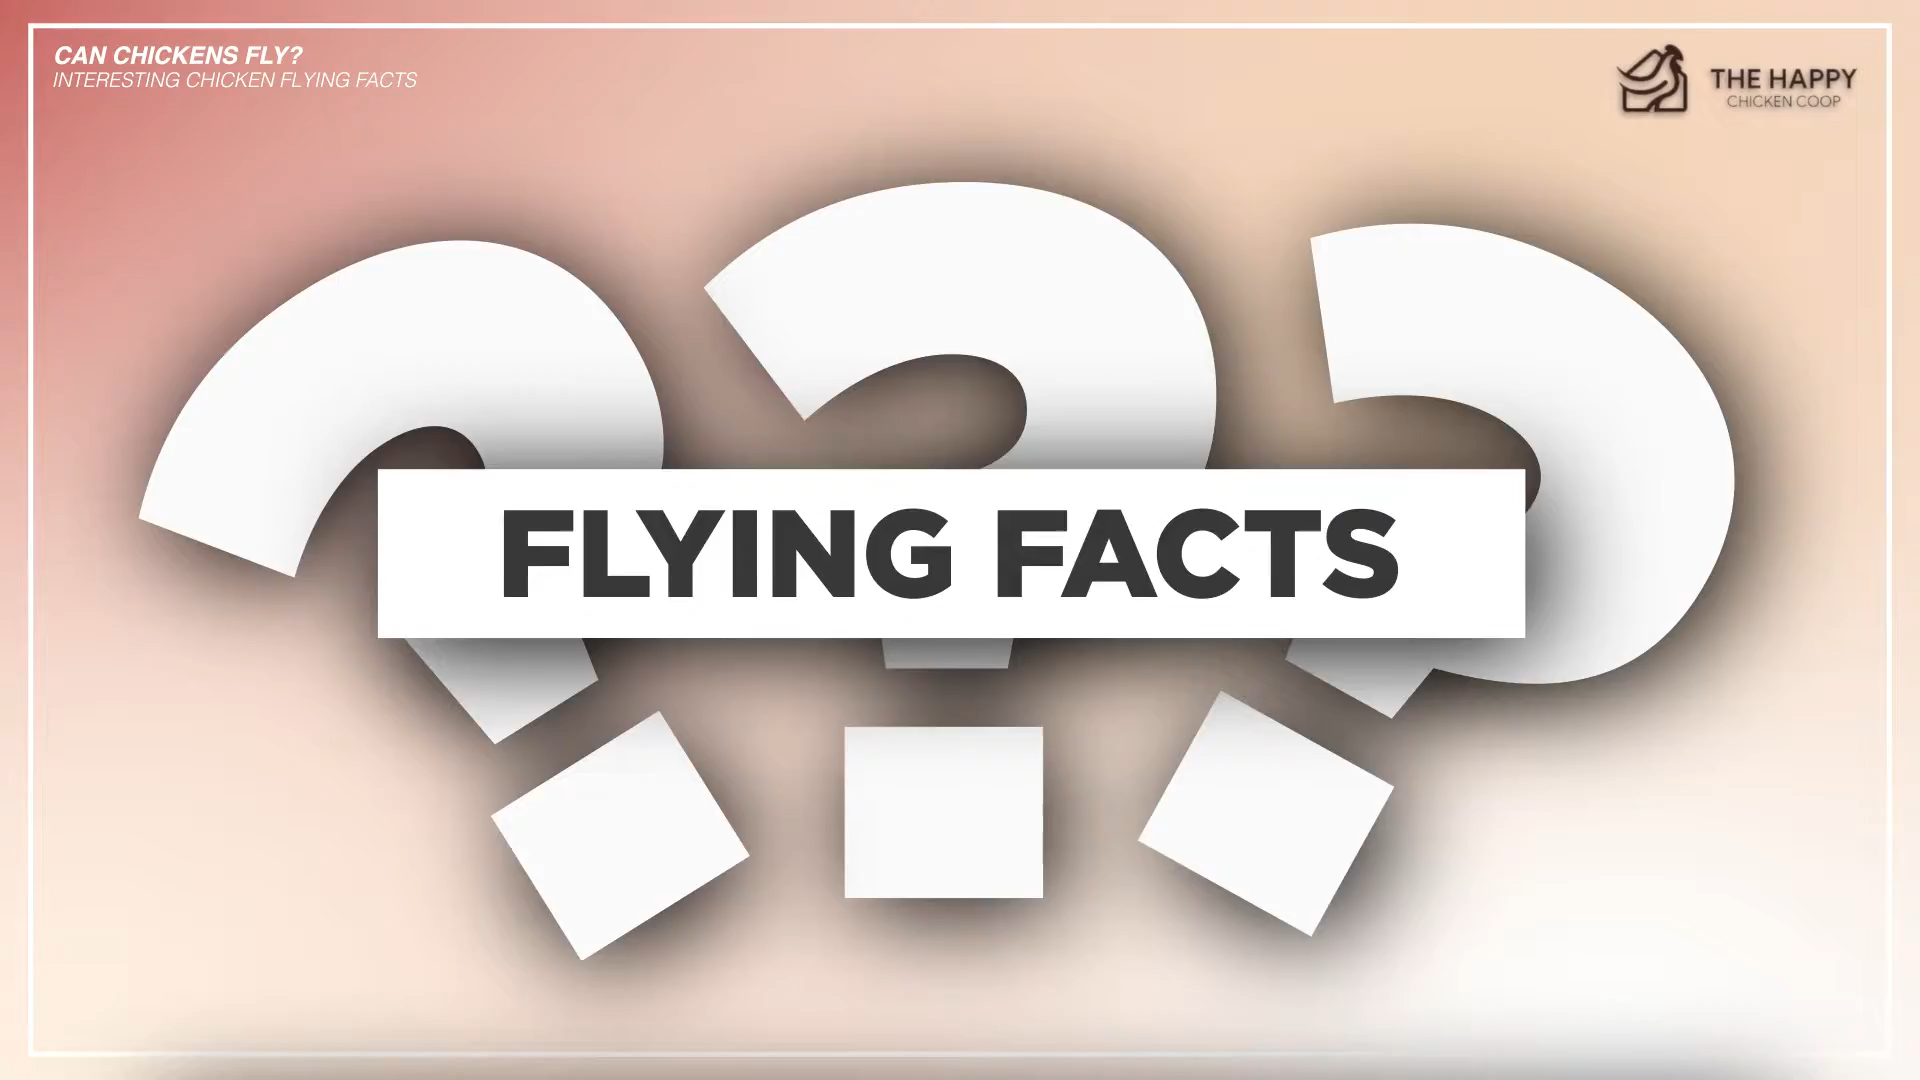 CAN CHICKENS FLY?
INTERESTING CHICKEN FLYING FACTS
THE HAPPY
CHICKEN COOP
???
FLYING FACTS